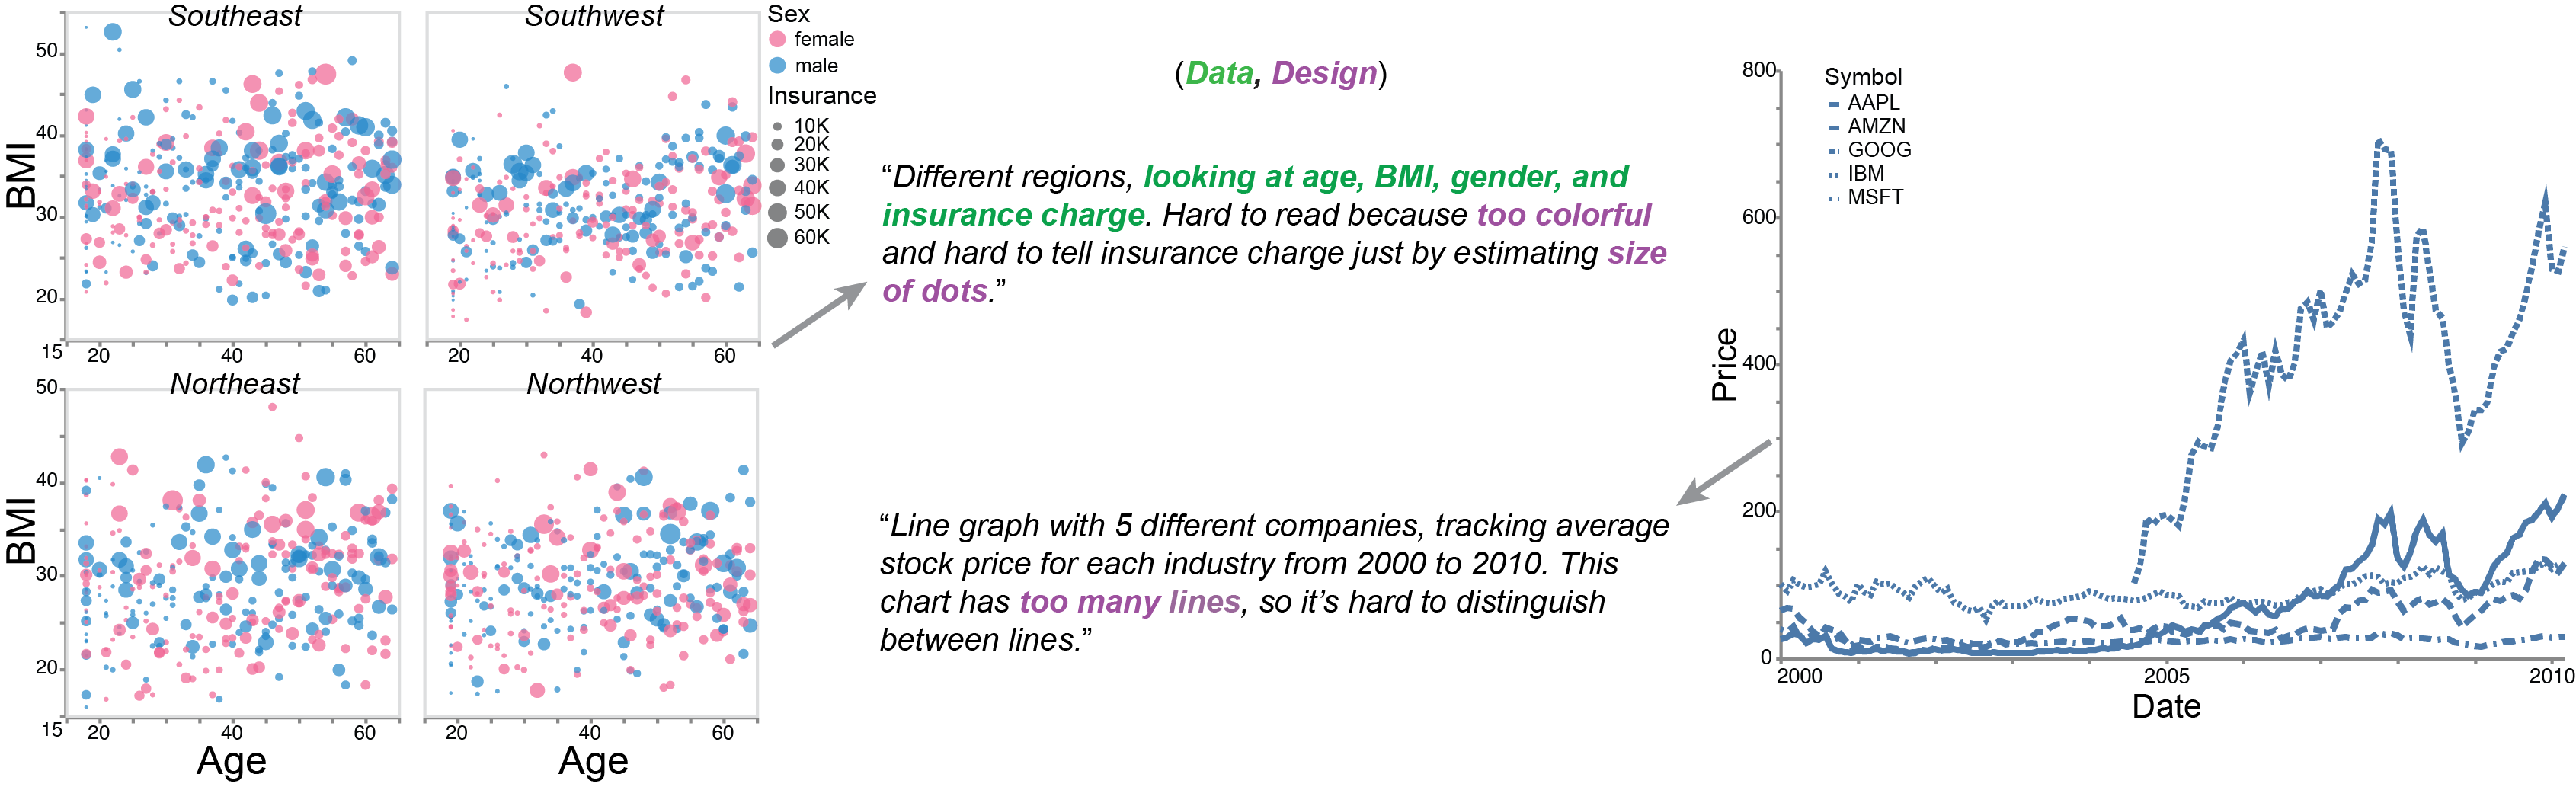 Southeast
Southwest
Sex
female
male
Insurance
10K
20K
30K
40K
50K
60K
BMI
50
40
30
20
15
20
40
60
20
40
60
Northeast
Northwest
BMI
50
40
30
20
15
20
40
60
20
40
60
Age
Age
(Data, Design)
“Different regions, looking at age, BMI, gender, and
insurance charge. Hard to read because too colorful
and hard to tell insurance charge just by estimating size
of dots.”
“Line graph with 5 different companies, tracking average
stock price for each industry from 2000 to 2010. This
chart has too many lines, so it’s hard to distinguish
between lines.”
Symbol
AAPL
AMZN
GOOG
IBM
MSFT
Price
800
600
400
200
0
2000
2005
2010
Date